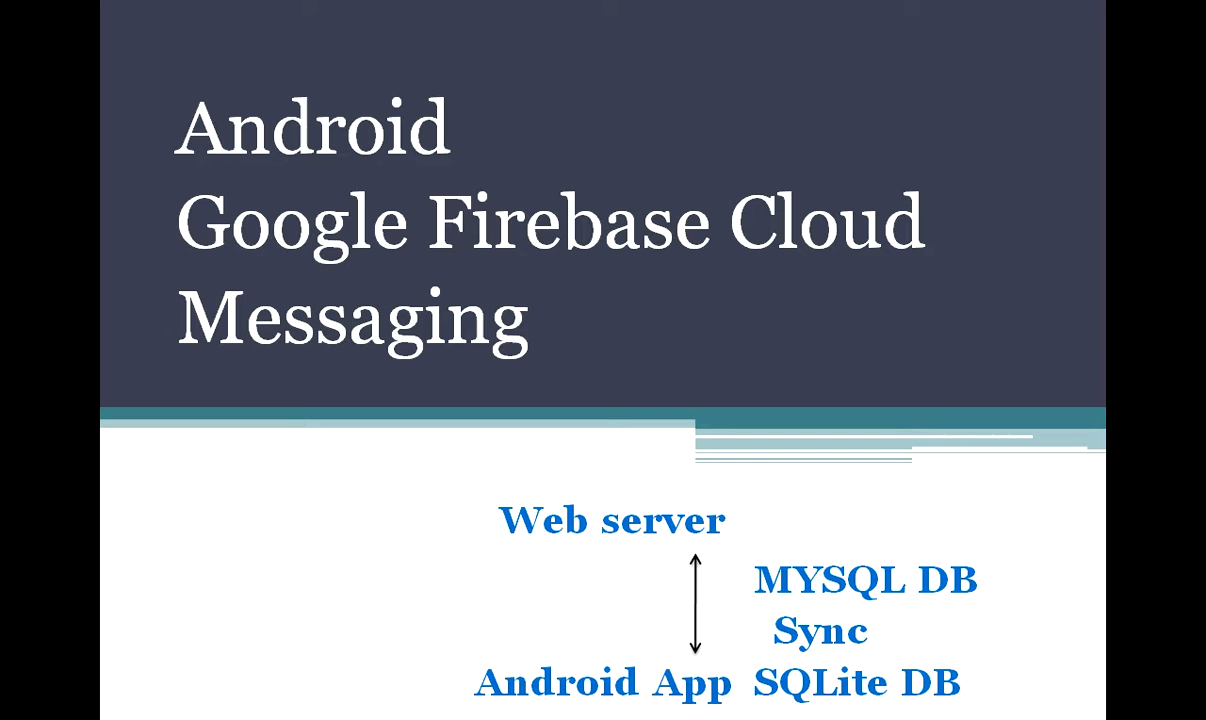 Android
Google Firebase Cloud
Messaging
Web server
MYSQL DB
Sync
Android App SQLite DB